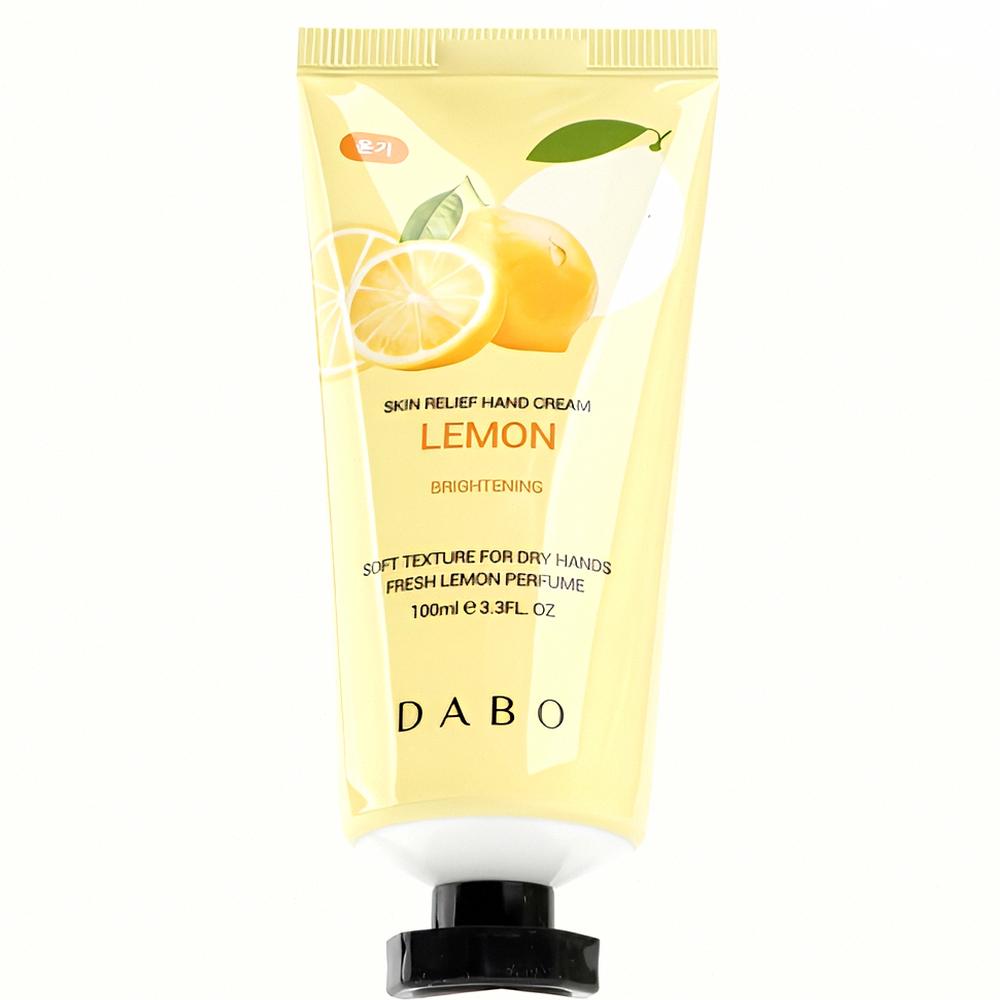 윤기
SKIN RELIEF HAND CREAM
LEMON
BRIGHTENING
SOFT TEXTURE FOR DRY HANDS
FRESH LEMON PERFUME
100ml ℮ 3.3FL. OZ
DABO